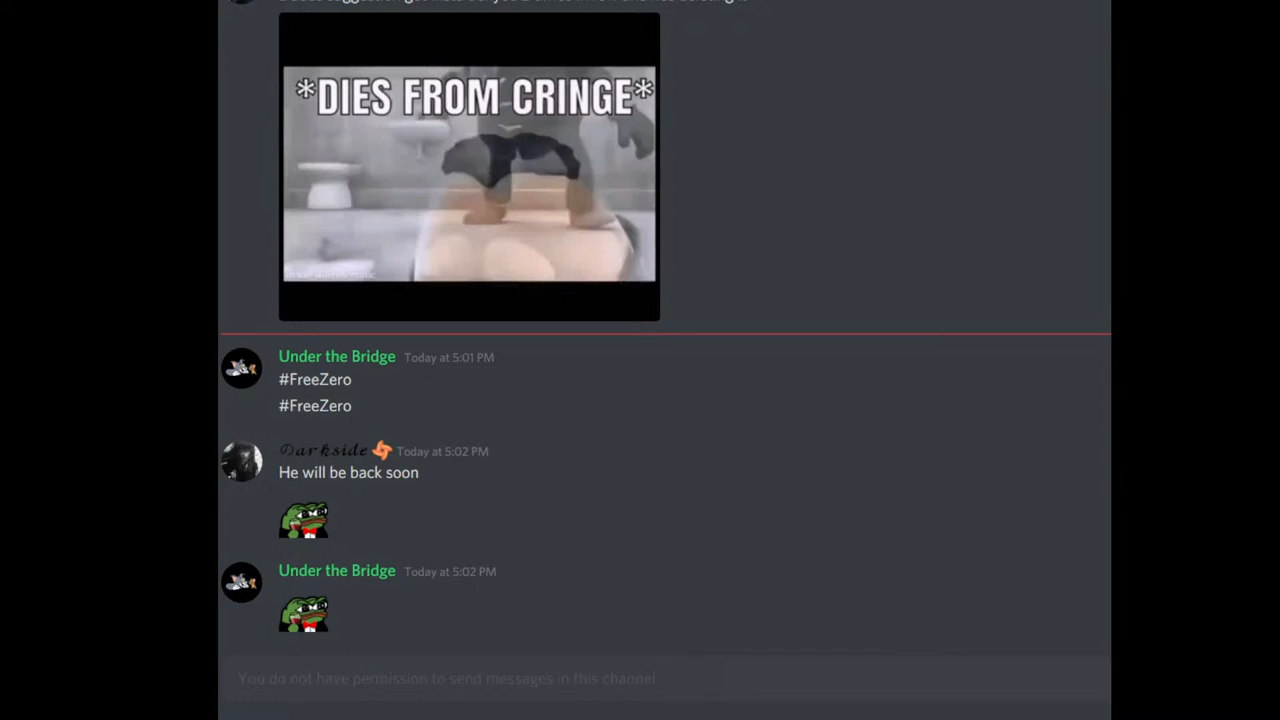 *DIES FROM CRINGE*
Under the Bridge Today at 5:01 PM
#FreeZero
#FreeZero
Darkside Today at 5:02 PM
He will be back soon
Under the Bridge Today at 5:02 PM
You do not have permission to send messages in this channel